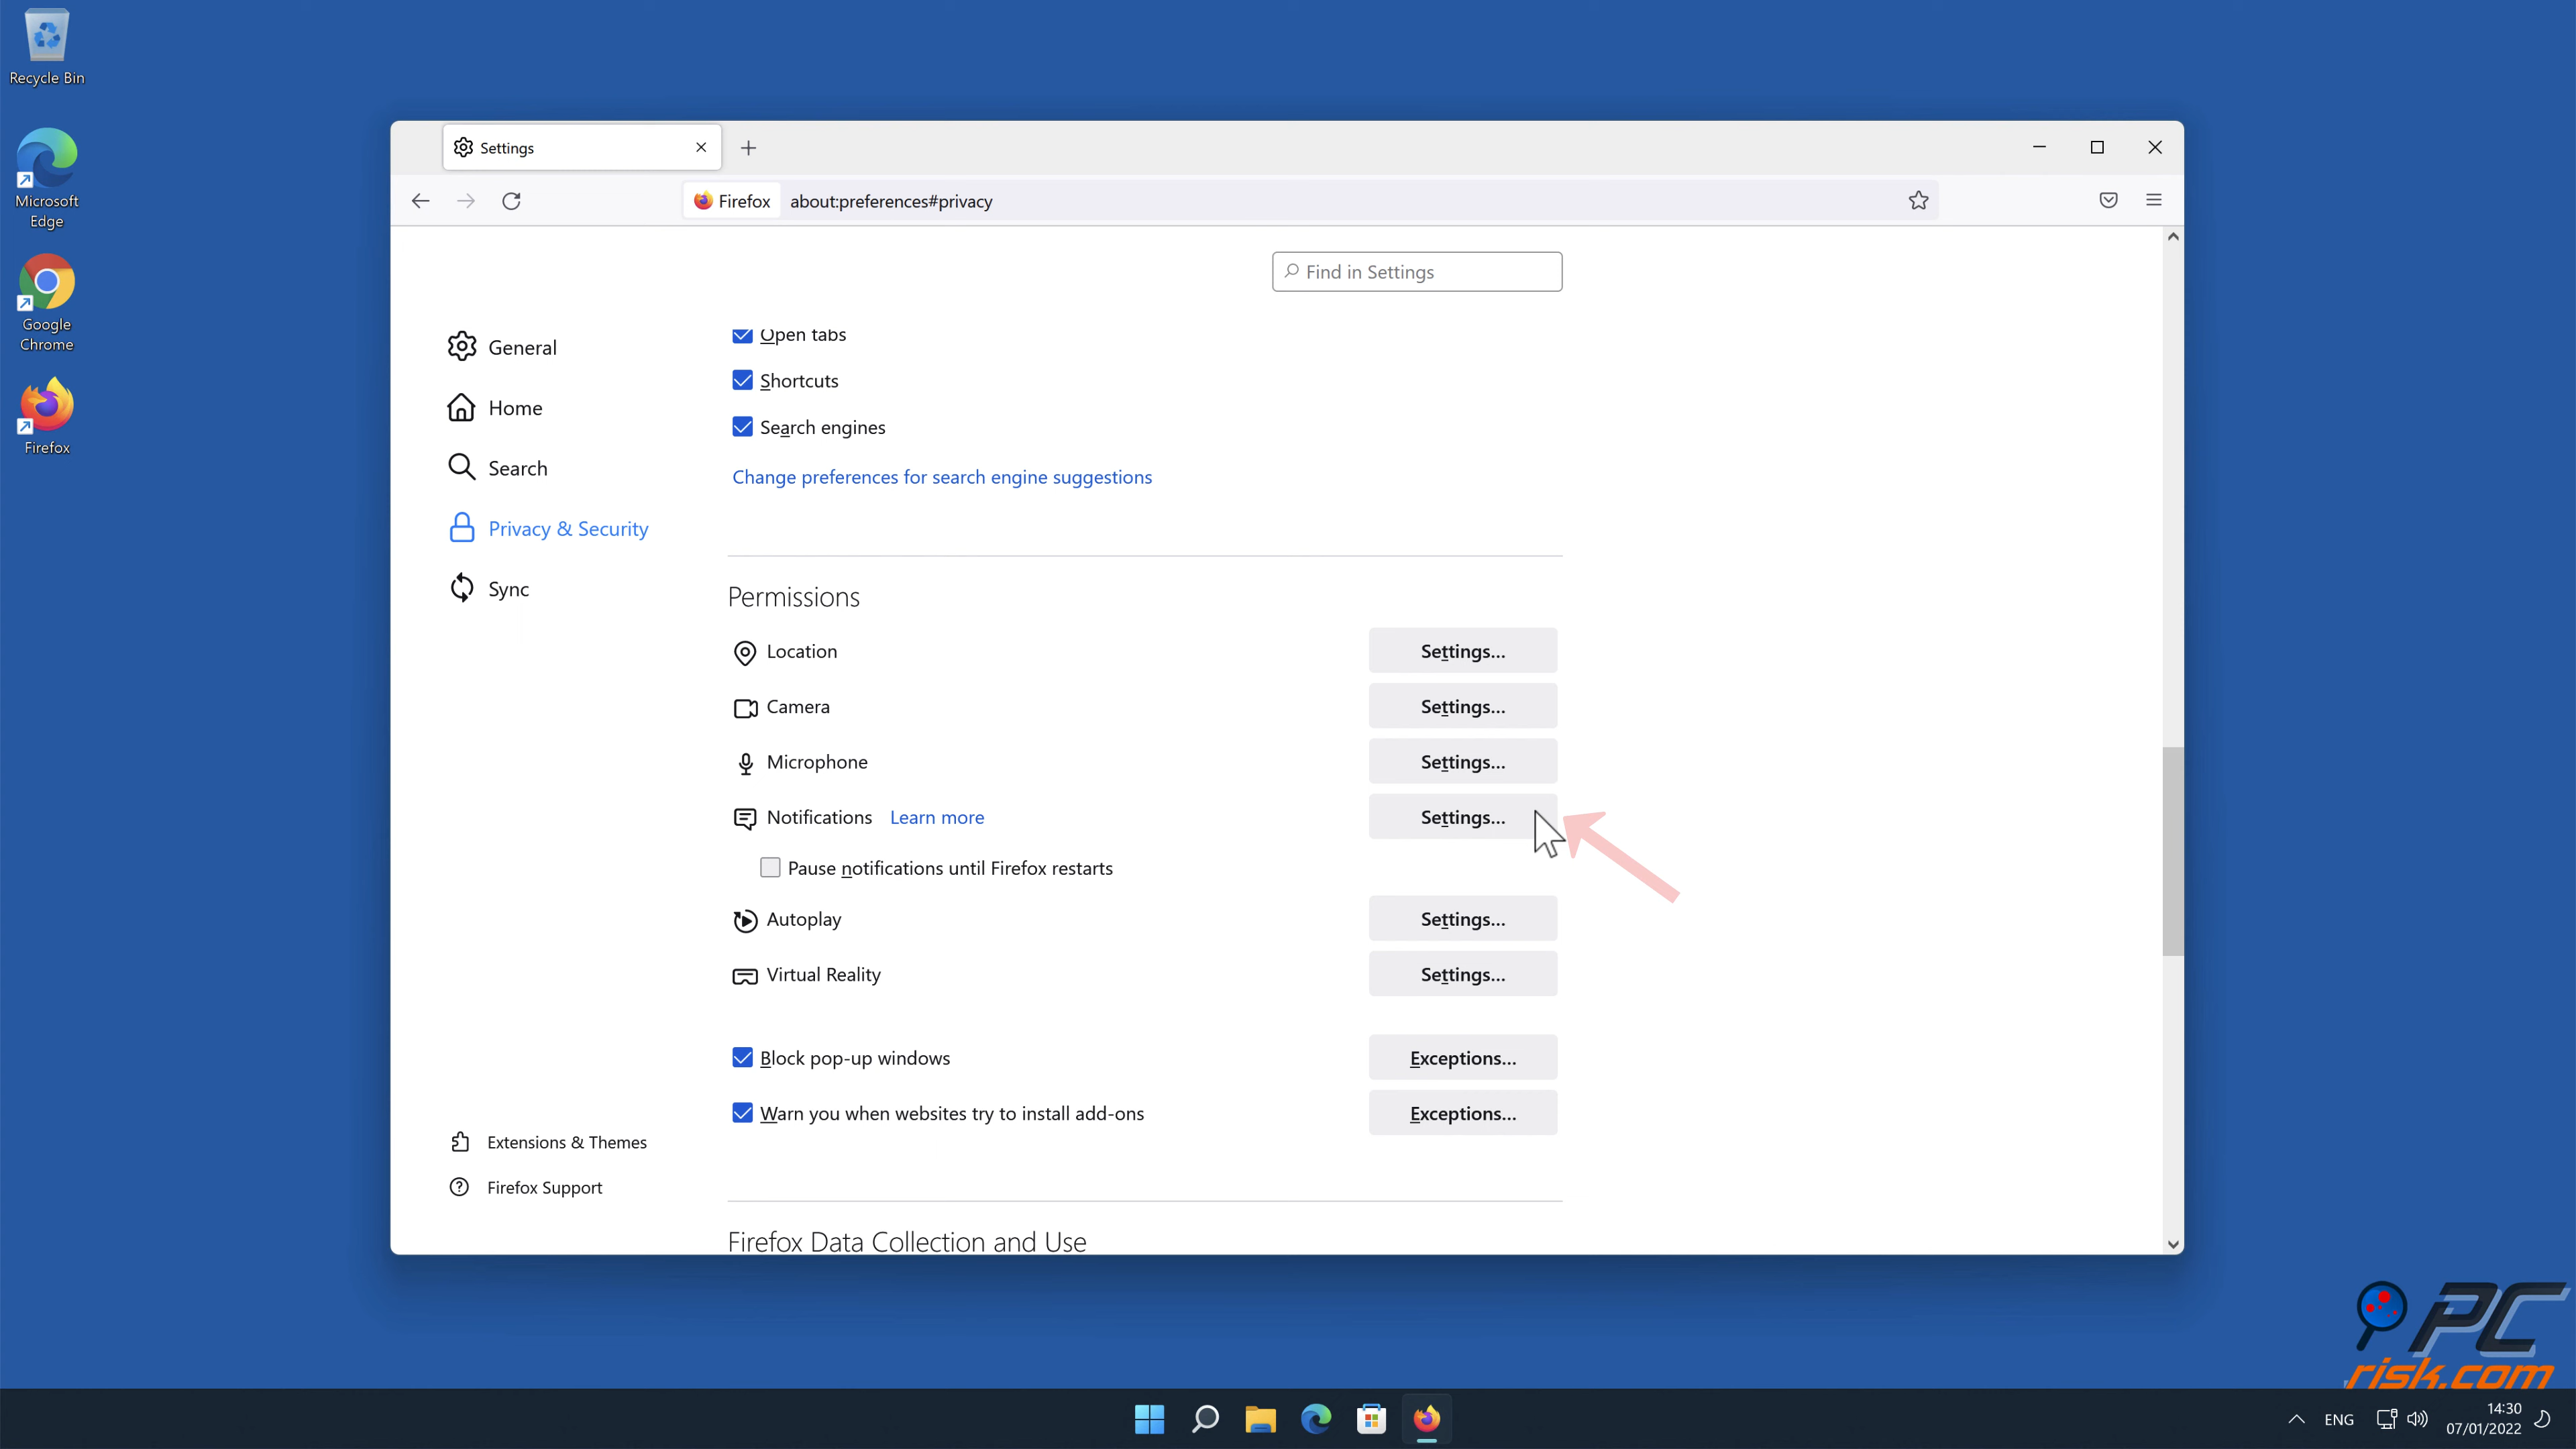 Recycle Bin
Microsoft
Edge
Google
Chrome
Firefox
Settings
Firefox
about:preferences#privacy
Find in Settings
General
Home
Search
Privacy & Security
Sync
Extensions & Themes
Firefox Support
Open tabs
Shortcuts
Search engines
Change preferences for search engine suggestions
Permissions
Location Settings...
Camera Settings...
Microphone Settings...
Notifications Learn more Settings...
Pause notifications until Firefox restarts
Autoplay Settings...
Virtual Reality Settings...
Block pop-up windows Exceptions...
Warn you when websites try to install add-ons Exceptions...
Firefox Data Collection and Use
PC
risk.com
ENG
14:30
07/01/2022